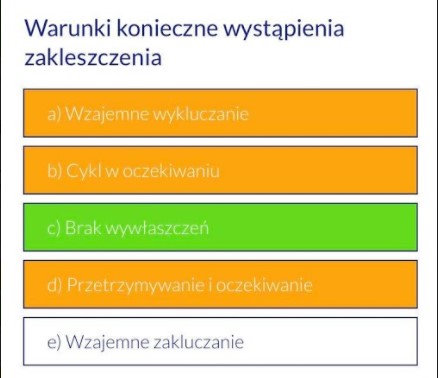 Warunki konieczne wystąpienia
zakleszczenia
a) Wzajemne wykluczanie
b) Cykl w oczekiwaniu
c) Brak wywłaszczeń
d) Przetrzymywanie i oczekiwanie
e) Wzajemne zakluczanie